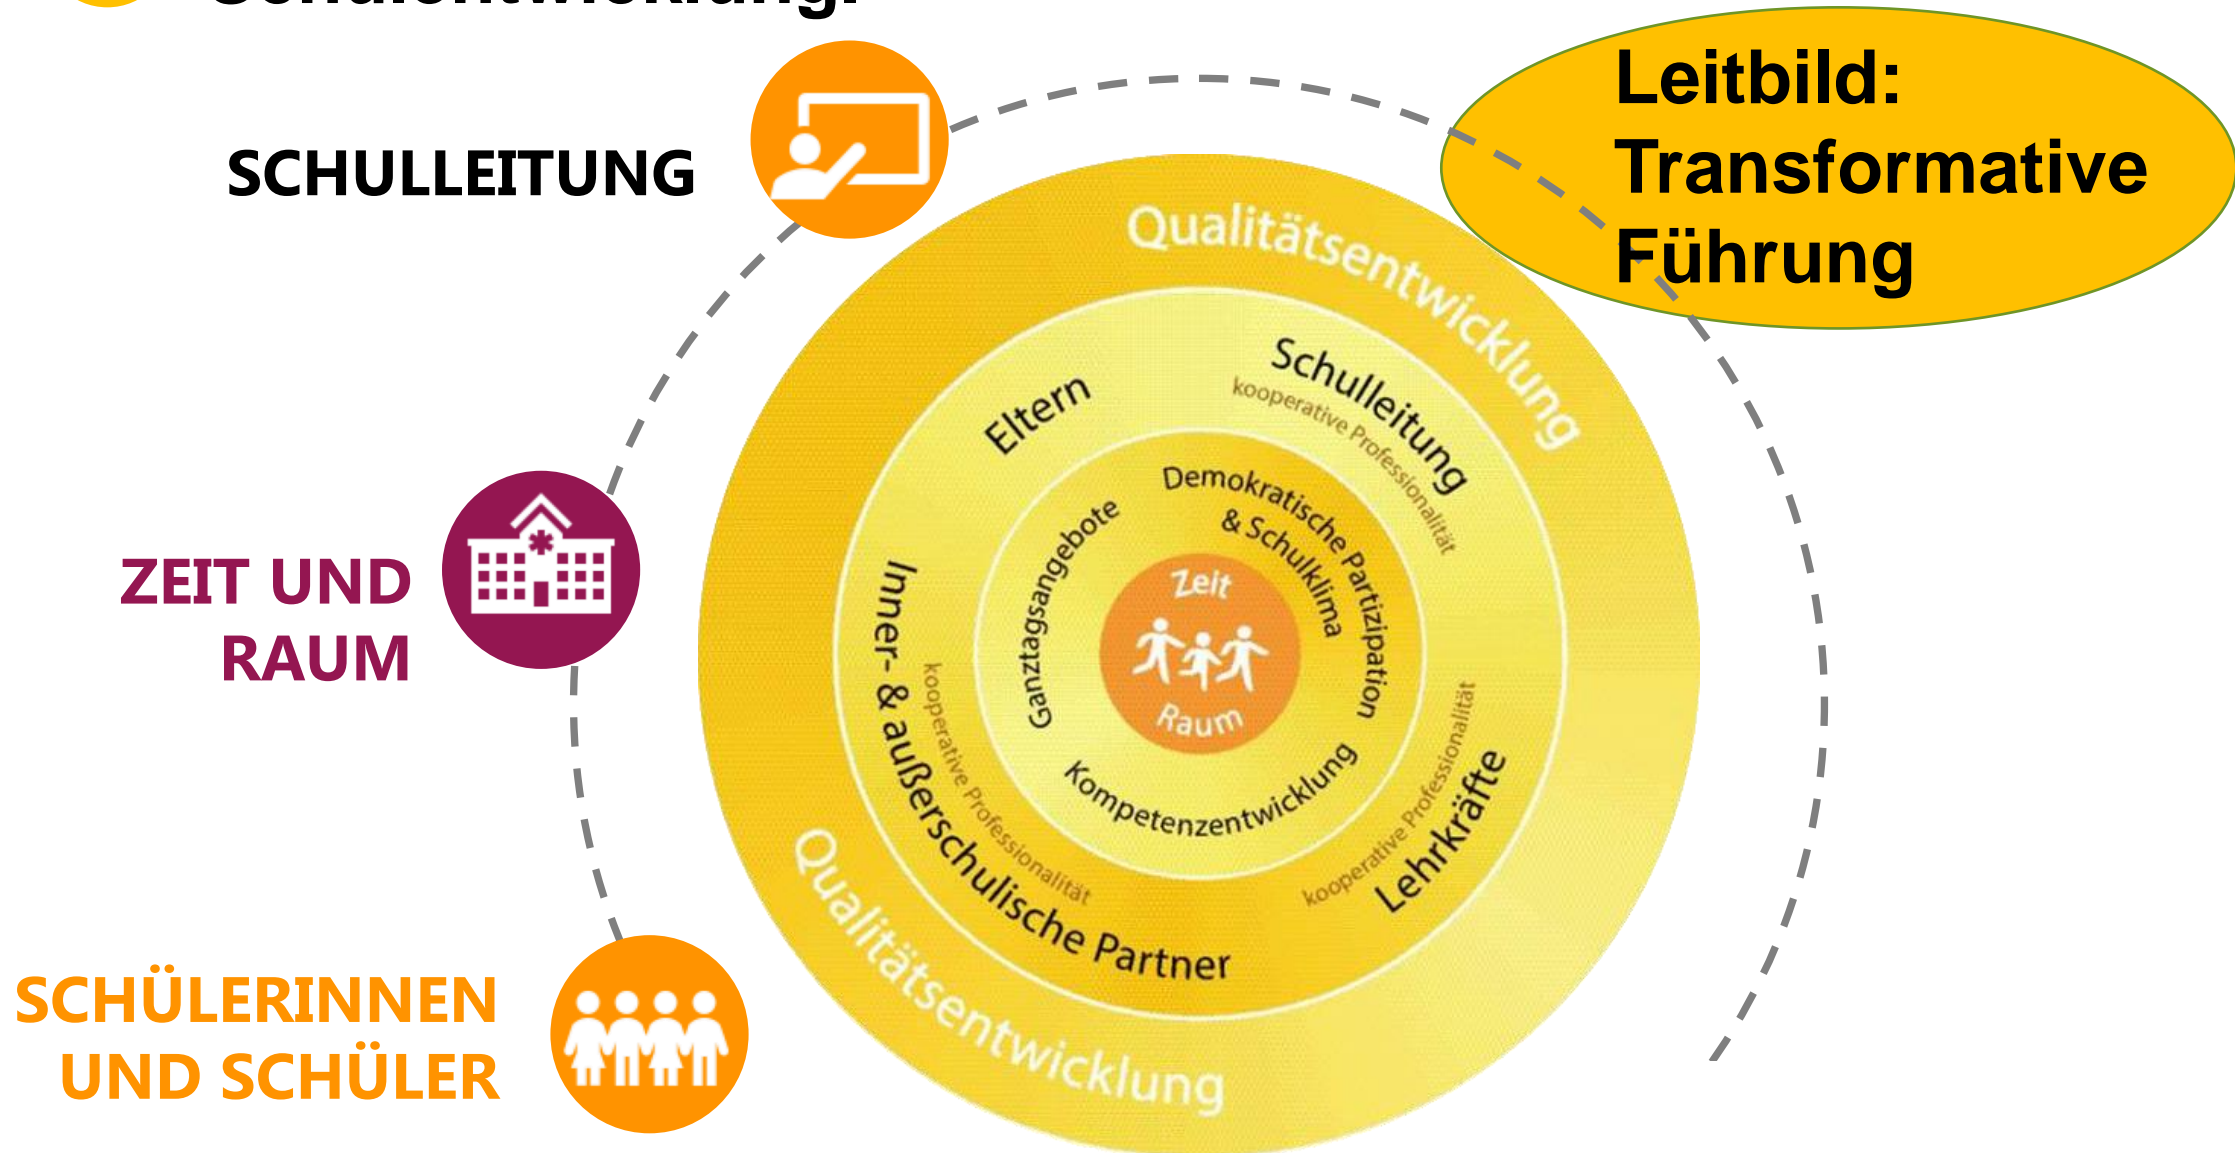 Schulentwicklung:
Leitbild:
Transformative
Führung
SCHULLEITUNG
ZEIT UND
RAUM
SCHÜLERINNEN
UND SCHÜLER
Qualitätsentwicklung
Eltern
Schulleitung
kooperative Professionalität
Demokratische Partizipation
& Schulklima
Ganztagsangebote
Zeit
Raum
Kompetenzentwicklung
Inner- & außerschulische Partner
kooperative Professionalität
kooperative Professionalität
Lehrkräfte
Qualitätsentwicklung